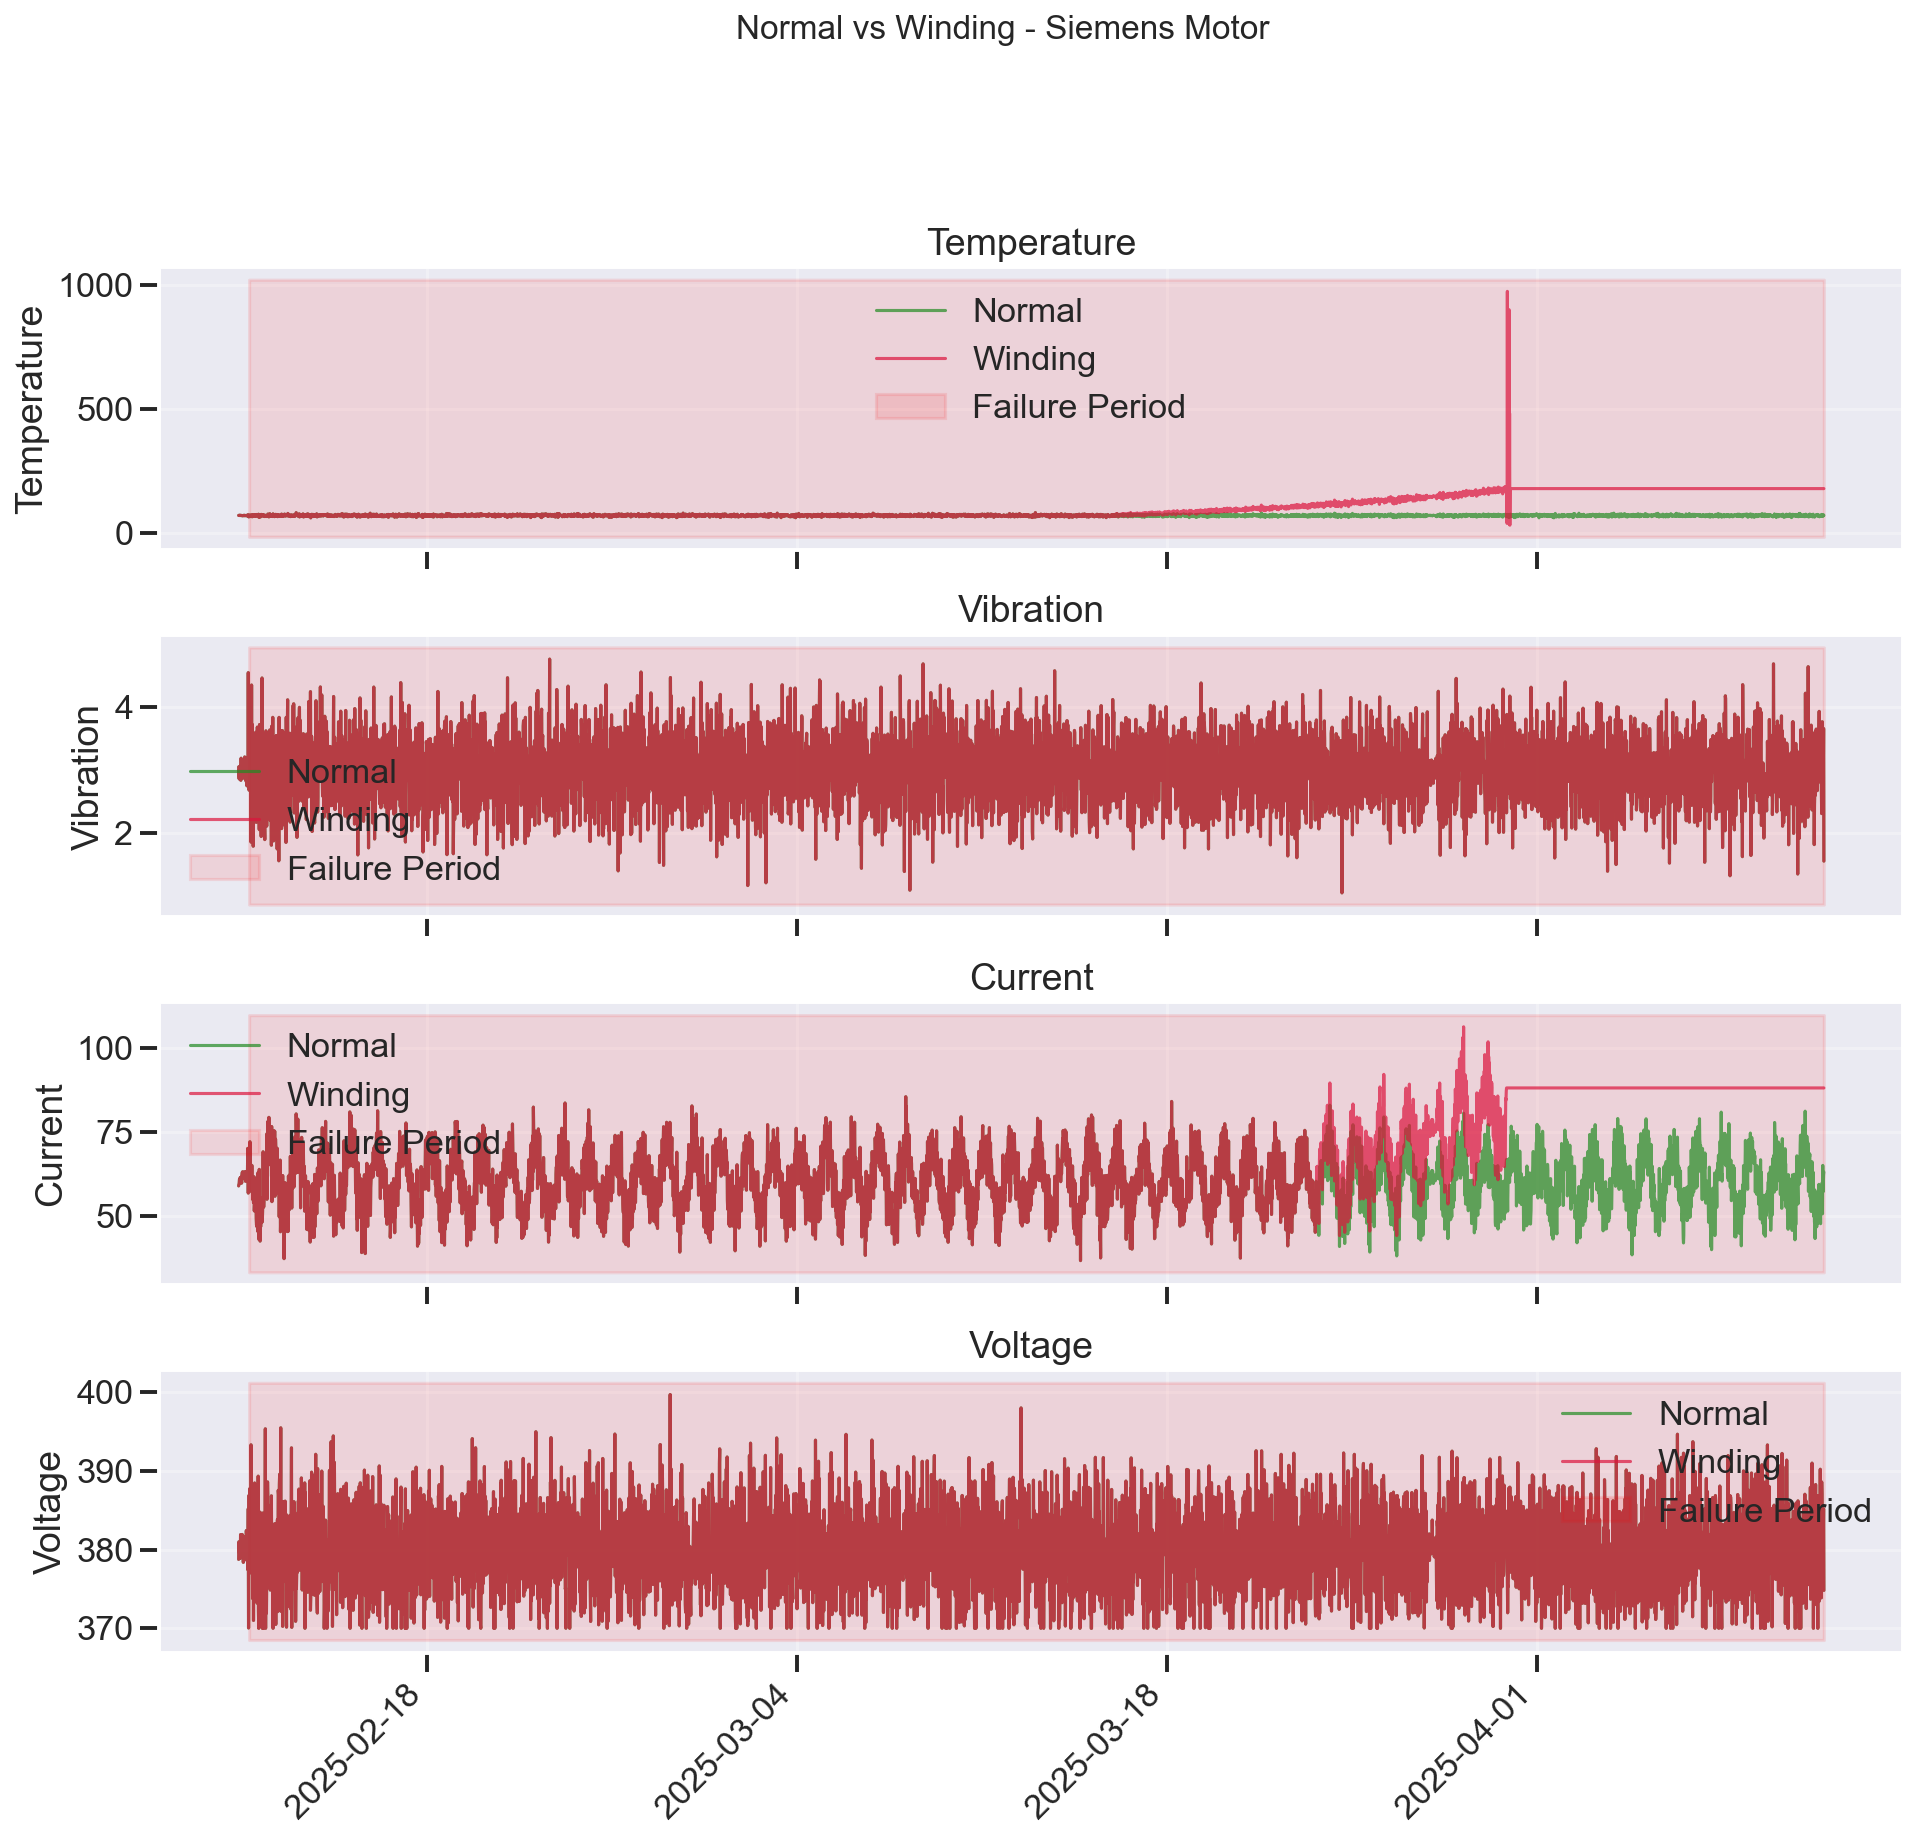 Normal vs Winding - Siemens Motor
Temperature
1000
500
0
Temperature
Normal
Winding
Failure Period
Vibration
4
2
Vibration
Normal
Winding
Failure Period
Current
100
75
50
Current
Normal
Winding
Failure Period
Voltage
400
390
380
370
Voltage
Normal
Winding
Failure Period
2025-02-18
2025-03-04
2025-03-18
2025-04-01